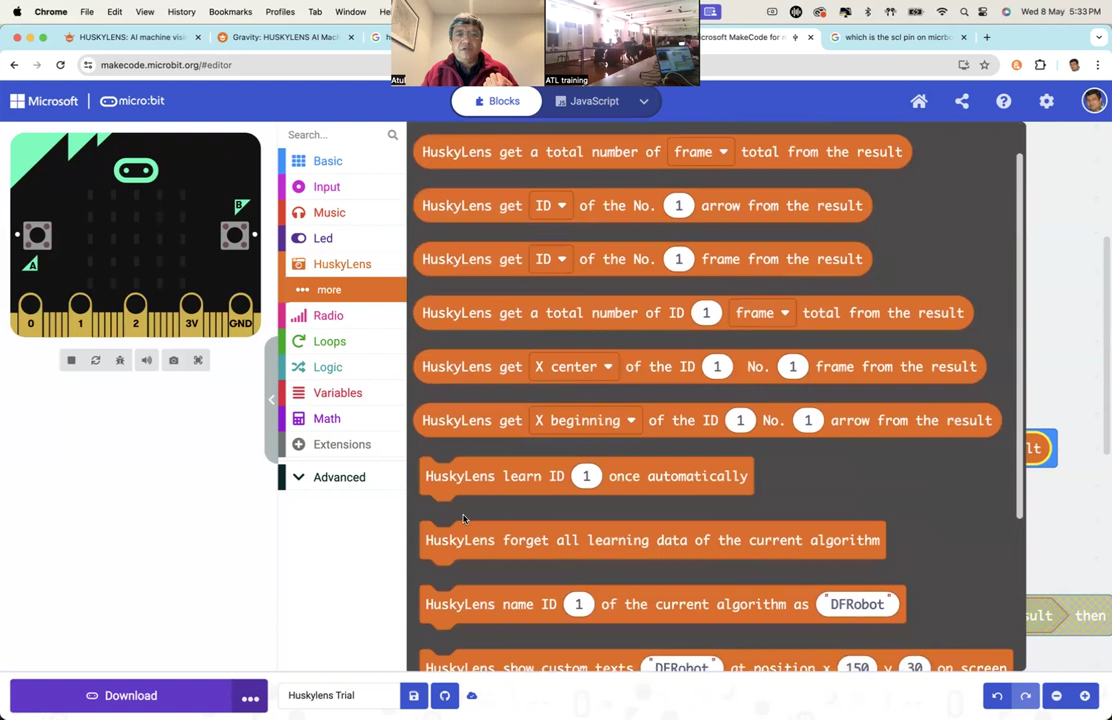 Chrome File Edit View History Bookmarks Profiles Tab Window He Wed 8 May 5:33 PM
HUSKYLENS: AI machine visi Gravity: HUSKYLENS AI Mac h crosoft MakeCode for m which is the scl pin on micrb
makecode.microbit.org/#editor
Atul
ATL training
Microsoft micro:bit Blocks JavaScript
Search...
Basic
Input
Music
Led
HuskyLens
more
Radio
Loops
Logic
Variables
Math
Extensions
Advanced
B
A
0 1 2 3V GND
HuskyLens get a total number of frame total from the result
HuskyLens get ID of the No. 1 arrow from the result
HuskyLens get ID of the No. 1 frame from the result
HuskyLens get a total number of ID 1 frame total from the result
HuskyLens get X center of the ID 1 No. 1 frame from the result
HuskyLens get X beginning of the ID 1 No. 1 arrow from the result
HuskyLens learn ID 1 once automatically
HuskyLens forget all learning data of the current algorithm
HuskyLens name ID 1 of the current algorithm as "DFRobot"
HuskyLens show custom texts "DFRobot" at position x 150 y 30 on screen
lt
sult then
Download ••• Huskylens Trial